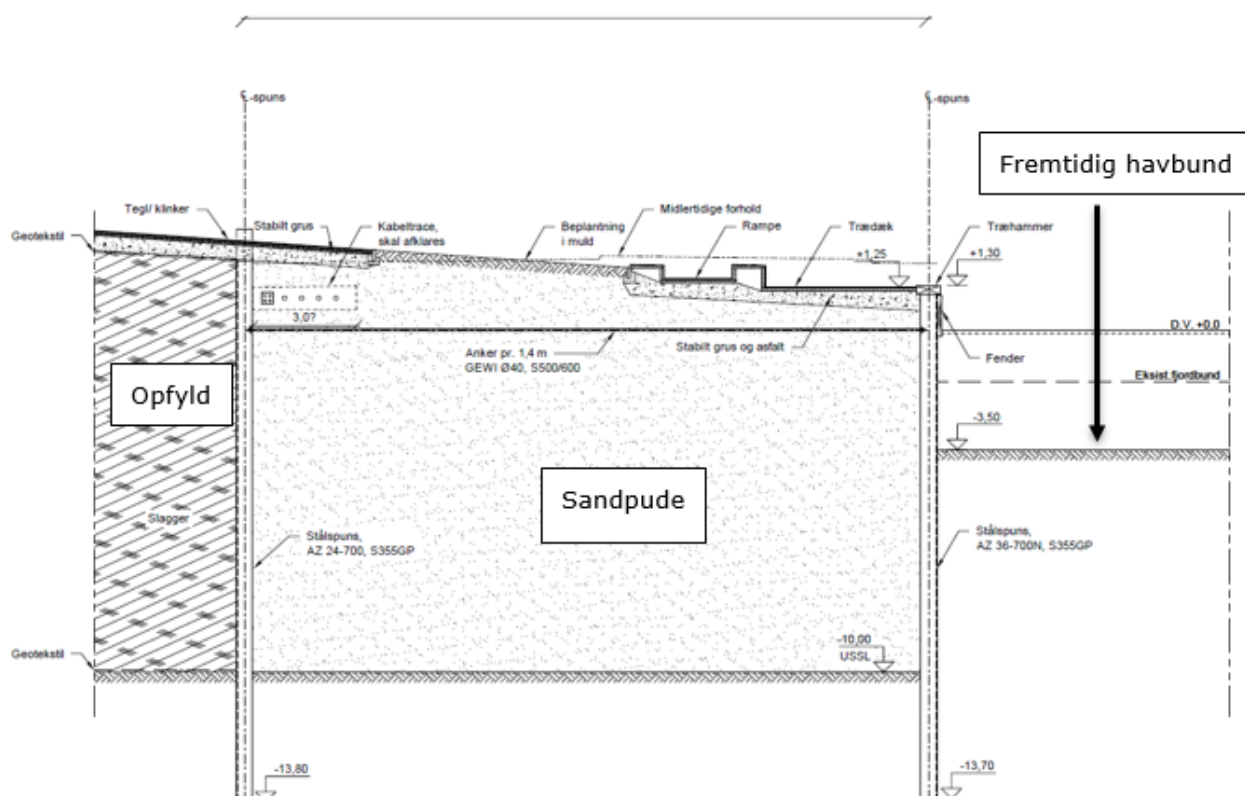 ℄-spuns
℄-spuns
Fremtidig havbund
Tegl/ klinker
Geotekstil
Stabilt grus
Kabeltrace,
skal afklares
Beplantning
i muld
Midlertidige forhold
Rampe
Trædæk
Træhammer
+1,25
+1,30
3,0?
D.V. +0.0
Anker pr. 1,4 m
GEWI Ø40, S500/600
Stabilt grus og asfalt
Fender
Eksist.fjordbund
Opfyld
-3,50
Sandpude
Slagger
Stålspuns,
AZ 24-700, S355GP
Stålspuns,
AZ 36-700N, S355GP
Geotekstil
-10,00
USSL
-13,80
-13,70